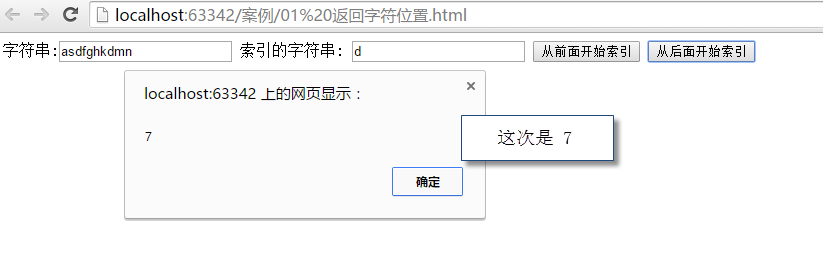 localhost:63342/案例/01%20返回字符位置.html
字符串:asdfghkdmn 索引的字符串: d 从前面开始索引 从后面开始索引
localhost:63342 上的网页显示：
7
这次是 7
确定